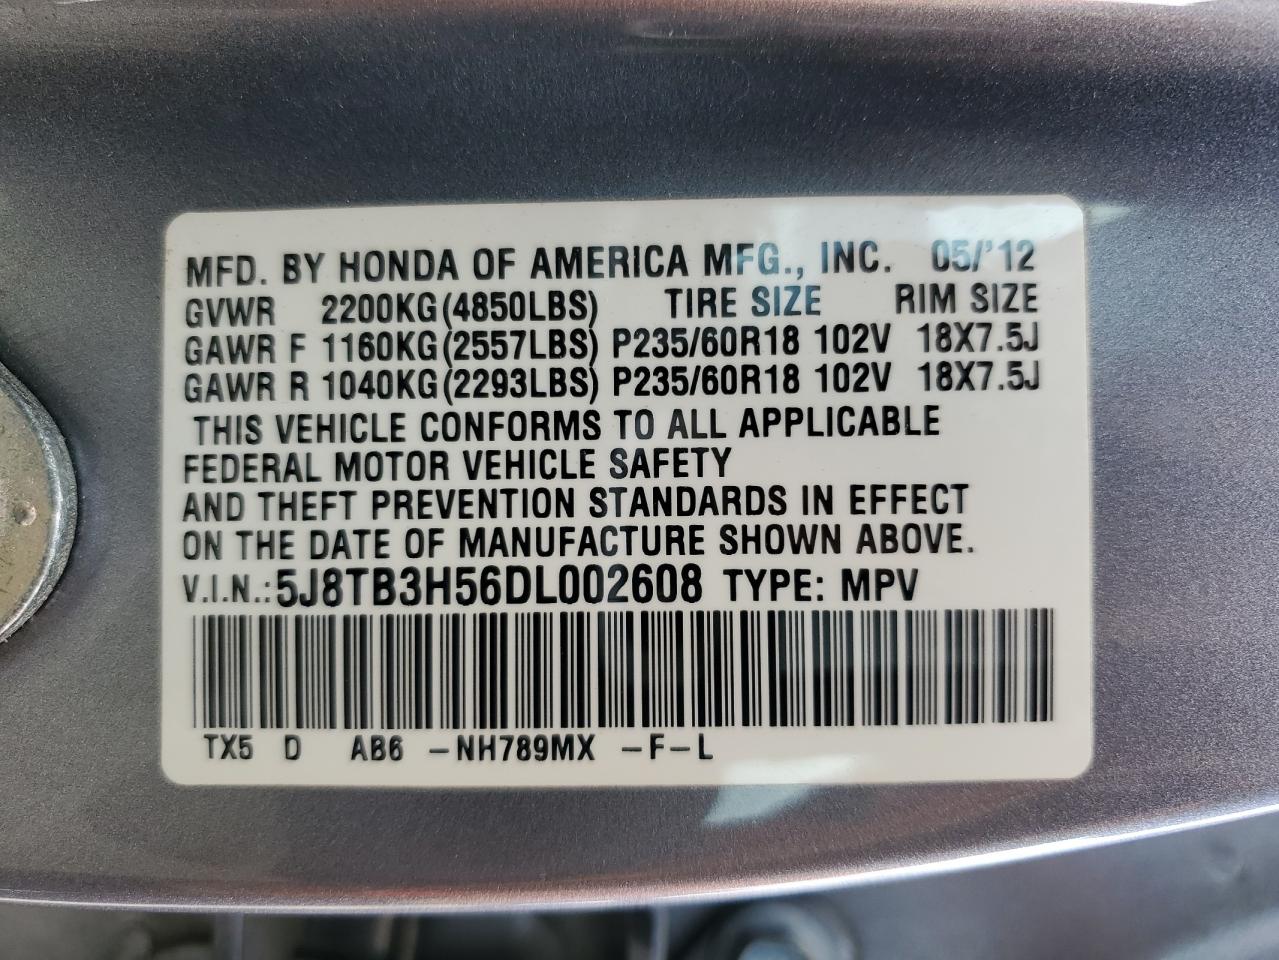 MFD. BY HONDA OF AMERICA MFG., INC. 05/'12
GVWR 2200KG(4850LBS) TIRE SIZE RIM SIZE
GAWR F 1160KG(2557LBS) P235/60R18 102V 18X7.5J
GAWR R 1040KG(2293LBS) P235/60R18 102V 18X7.5J
THIS VEHICLE CONFORMS TO ALL APPLICABLE
FEDERAL MOTOR VEHICLE SAFETY
AND THEFT PREVENTION STANDARDS IN EFFECT
ON THE DATE OF MANUFACTURE SHOWN ABOVE.
V.I.N.: 5J8TB3H56DL002608 TYPE: MPV
TX5 D AB6 -NH789MX -F-L